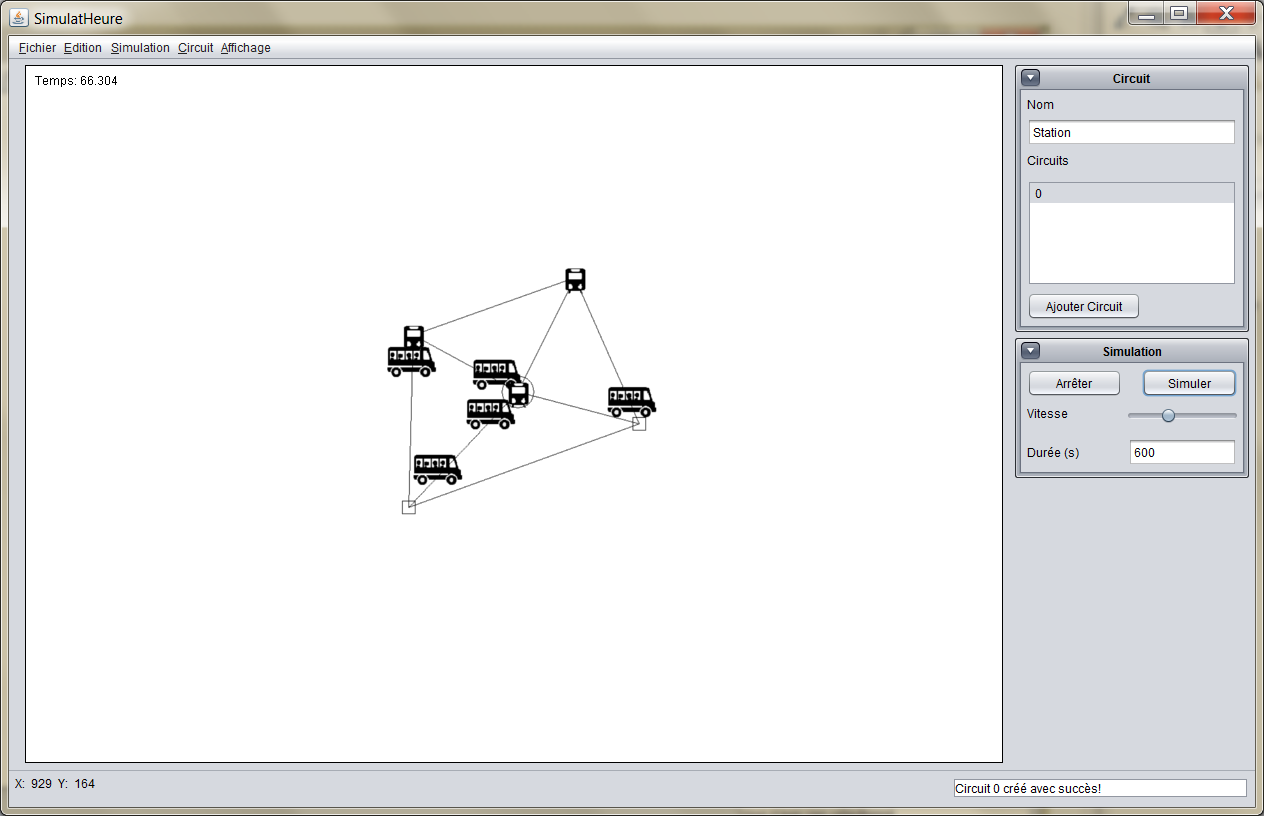 SimulatHeure
Fichier Edition Simulation Circuit Affichage
Temps: 66.304
Circuit
Nom
Station
Circuits
0
Ajouter Circuit
Simulation
Arrêter Simuler
Vitesse
Durée (s) 600
X: 929 Y: 164
Circuit 0 créé avec succès!